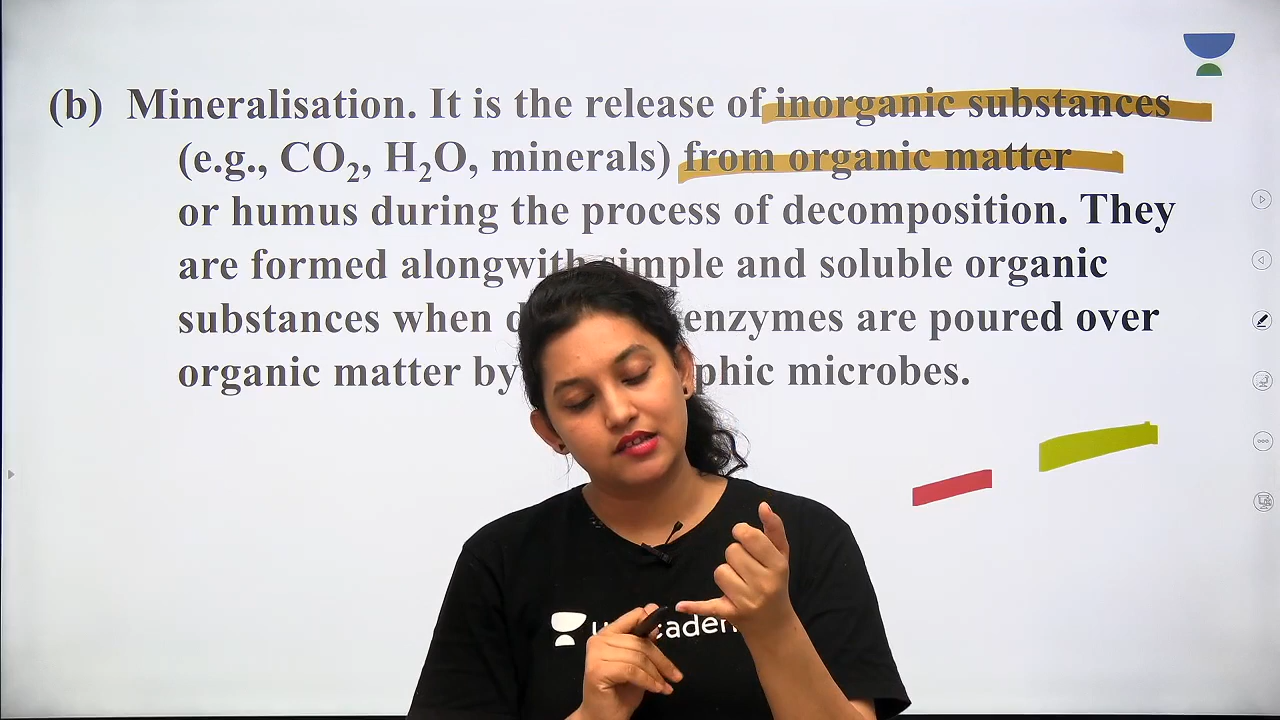 (b) Mineralisation. It is the release of inorganic substances
(e.g., CO₂, H₂O, minerals) from organic matter
or humus during the process of decomposition. They
are formed alongwith simple and soluble organic
substances when enzymes are poured over
organic matter by microbes.